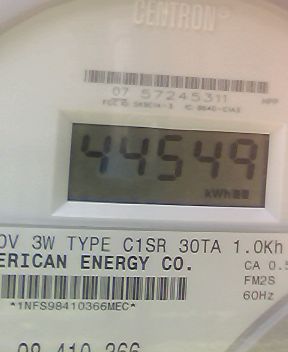 CENTRON
07 57245311
44549
kWh
0V 3W TYPE C1SR 30TA 1.0Kh
ERICAN ENERGY CO.
CA 0.5
FM2S
60Hz
*1NFS98410366MEC*
98 410 366